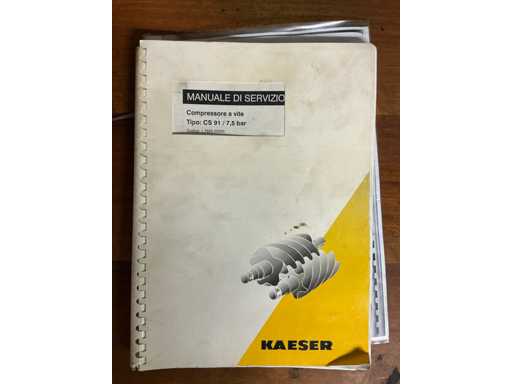 MANUALE DI SERVIZIO
Compressore a vite
Tipo: CS 91 / 7,5 bar
KAESER